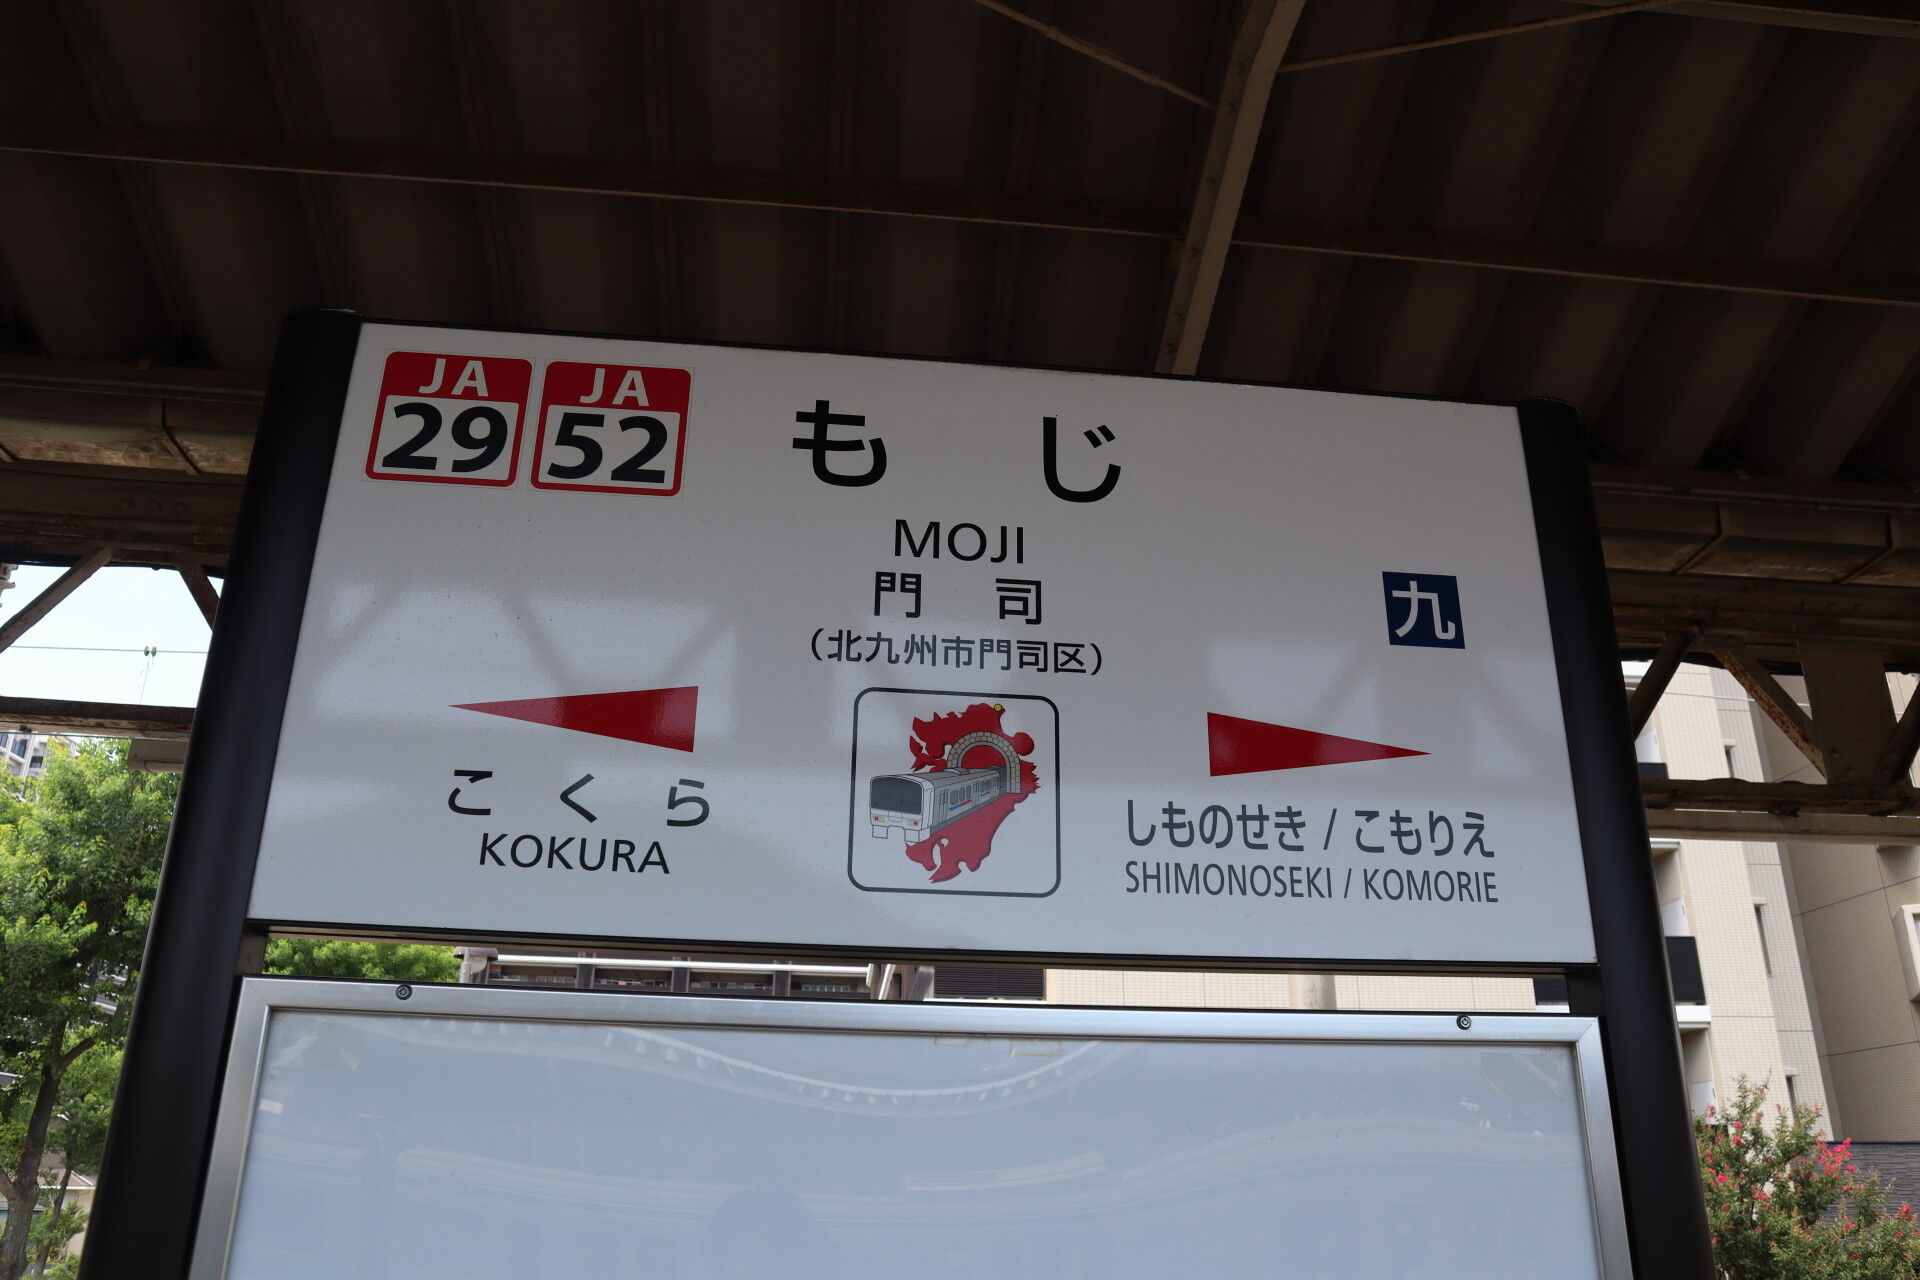 JA 29 JA 52
もじ
MOJI
門司
九
(北九州市門司区)
こくら
KOKURA
しものせき / こもりえ
SHIMONOSEKI / KOMORIE